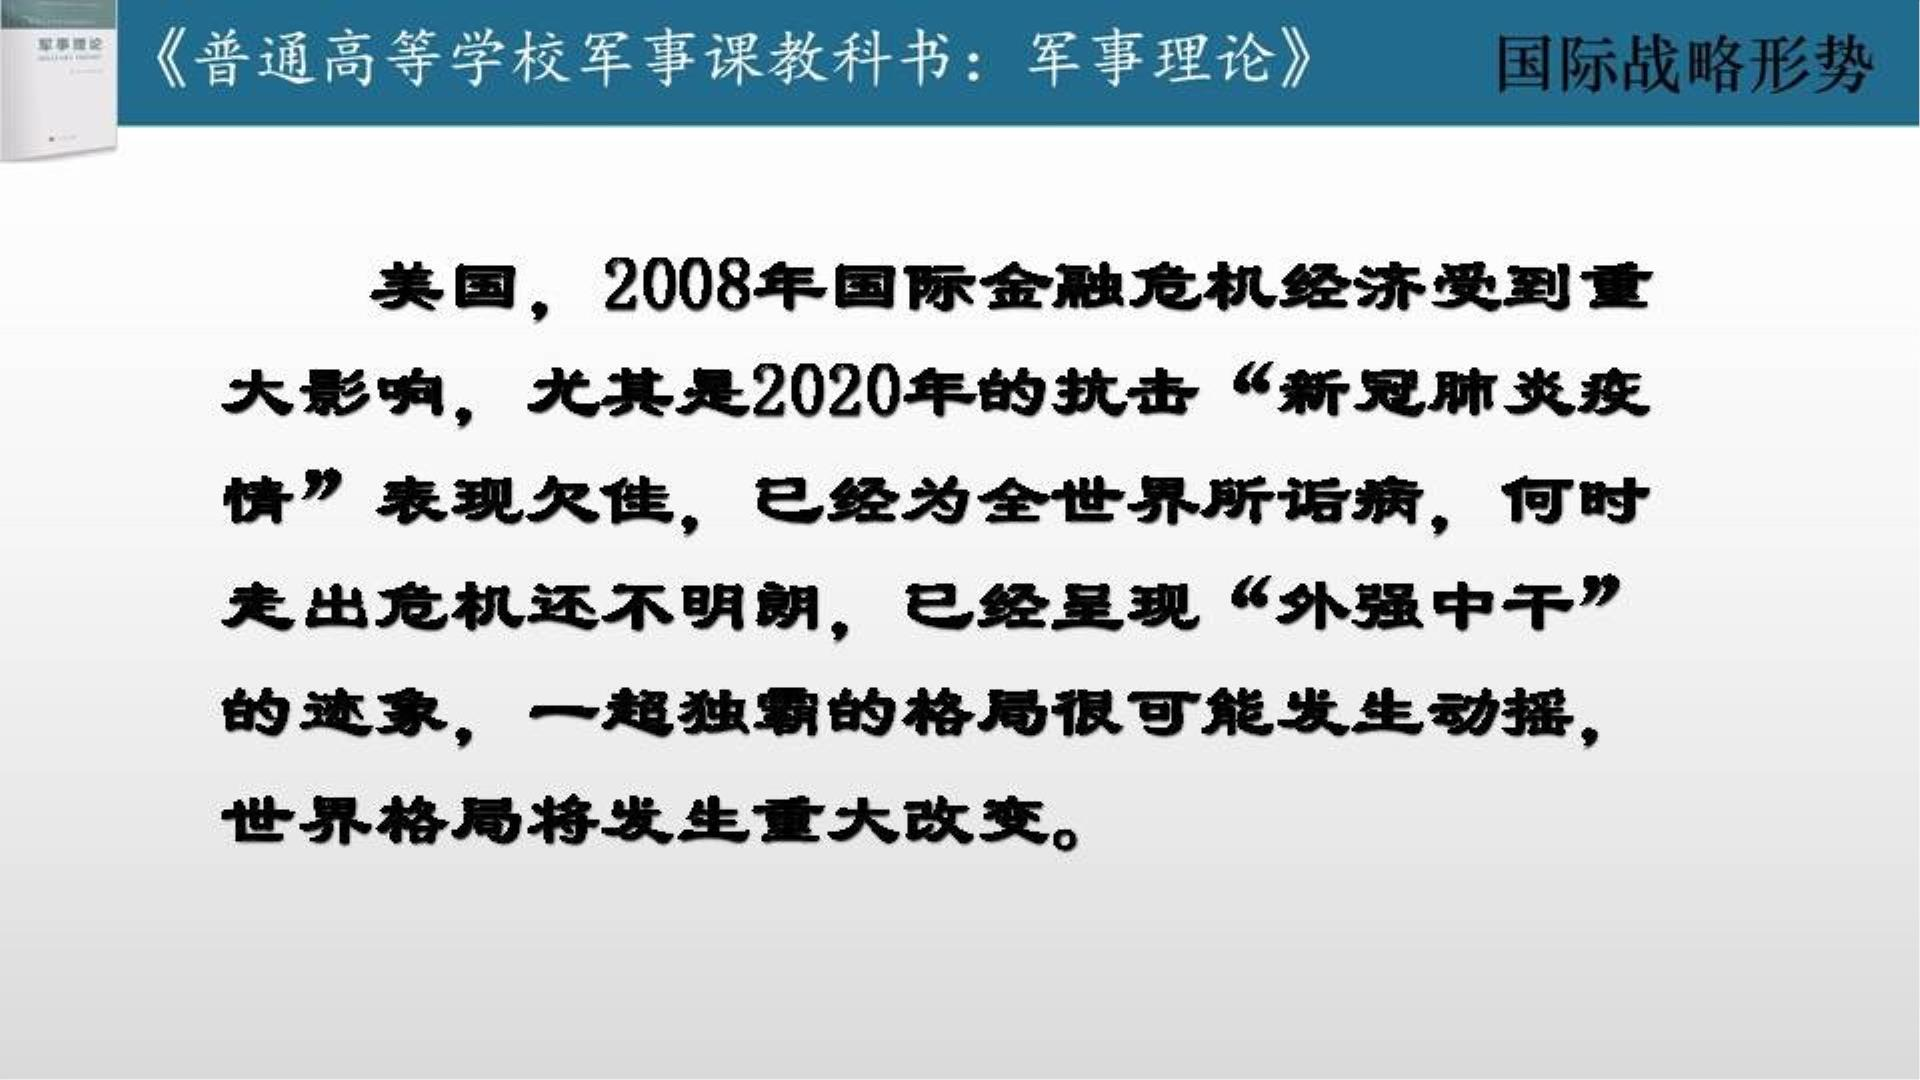 军事理论
《普通高等学校军事课教科书：军事理论》
国际战略形势
美国，2008年国际金融危机经济受到重
大影响，尤其是2020年的抗击“新冠肺炎疫
情”表现欠佳，已经为全世界所诟病，何时
走出危机还不明朗，已经呈现“外强中干”
的迹象，一超独霸的格局很可能发生动摇，
世界格局将发生重大改变。